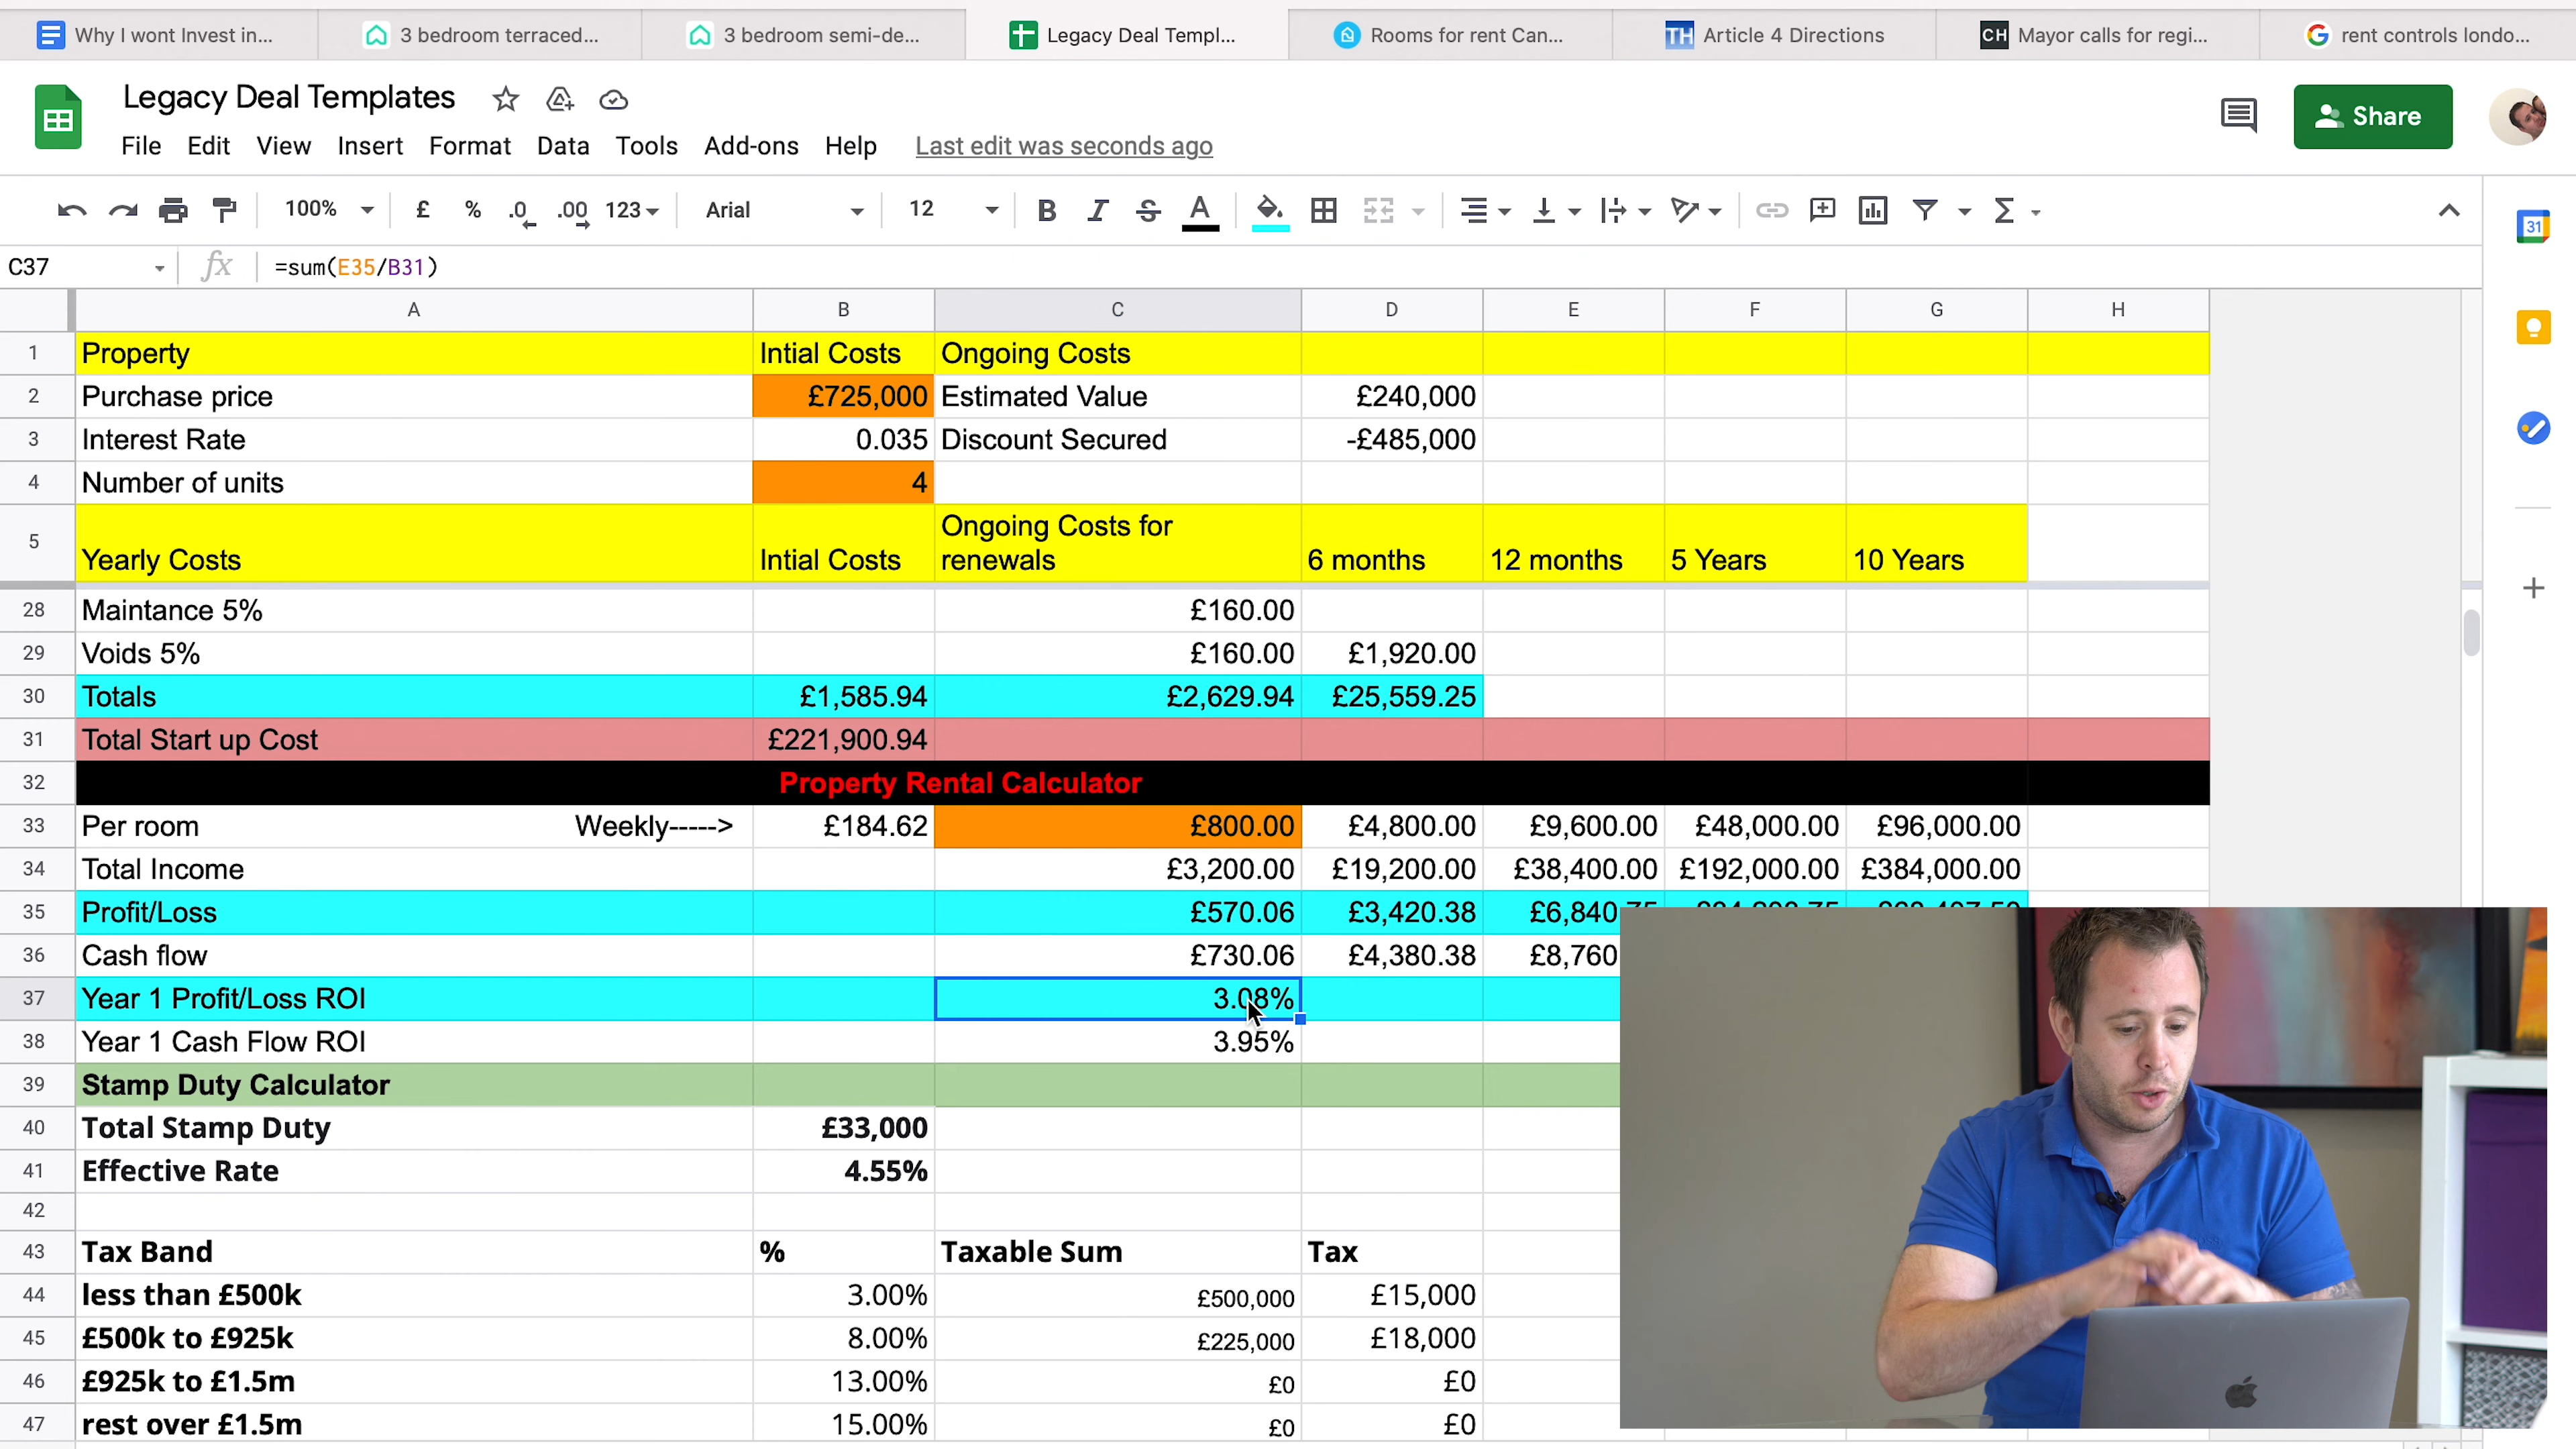 Why I wont Invest in...
3 bedroom terraced...
3 bedroom semi-de...
Legacy Deal Templ...
Rooms for rent Can...
TH Article 4 Directions
CH Mayor calls for regi...
G rent controls londo...
Legacy Deal Templates
Share
File Edit View Insert Format Data Tools Add-ons Help Last edit was seconds ago
100% £ % .0 .00 123 Arial 12 B I S A
31
C37 fx =sum(E35/B31)
A B C D E F G H
1 Property Intial Costs Ongoing Costs
2 Purchase price £725,000 Estimated Value £240,000
3 Interest Rate 0.035 Discount Secured -£485,000
4 Number of units 4
Ongoing Costs for
5 Yearly Costs Intial Costs renewals 6 months 12 months 5 Years 10 Years
28 Maintance 5% £160.00
29 Voids 5% £160.00 £1,920.00
30 Totals £1,585.94 £2,629.94 £25,559.25
31 Total Start up Cost £221,900.94
32 Property Rental Calculator
33 Per room Weekly-----> £184.62 £800.00 £4,800.00 £9,600.00 £48,000.00 £96,000.00
34 Total Income £3,200.00 £19,200.00 £38,400.00 £192,000.00 £384,000.00
35 Profit/Loss £570.06 £3,420.38 £6,840.75
36 Cash flow £730.06 £4,380.38 £8,760
37 Year 1 Profit/Loss ROI 3.08%
38 Year 1 Cash Flow ROI 3.95%
39 Stamp Duty Calculator
40 Total Stamp Duty £33,000
41 Effective Rate 4.55%
42
43 Tax Band % Taxable Sum Tax
44 less than £500k 3.00% £500,000 £15,000
45 £500k to £925k 8.00% £225,000 £18,000
46 £925k to £1.5m 13.00% £0 £0
47 rest over £1.5m 15.00% £0 £0